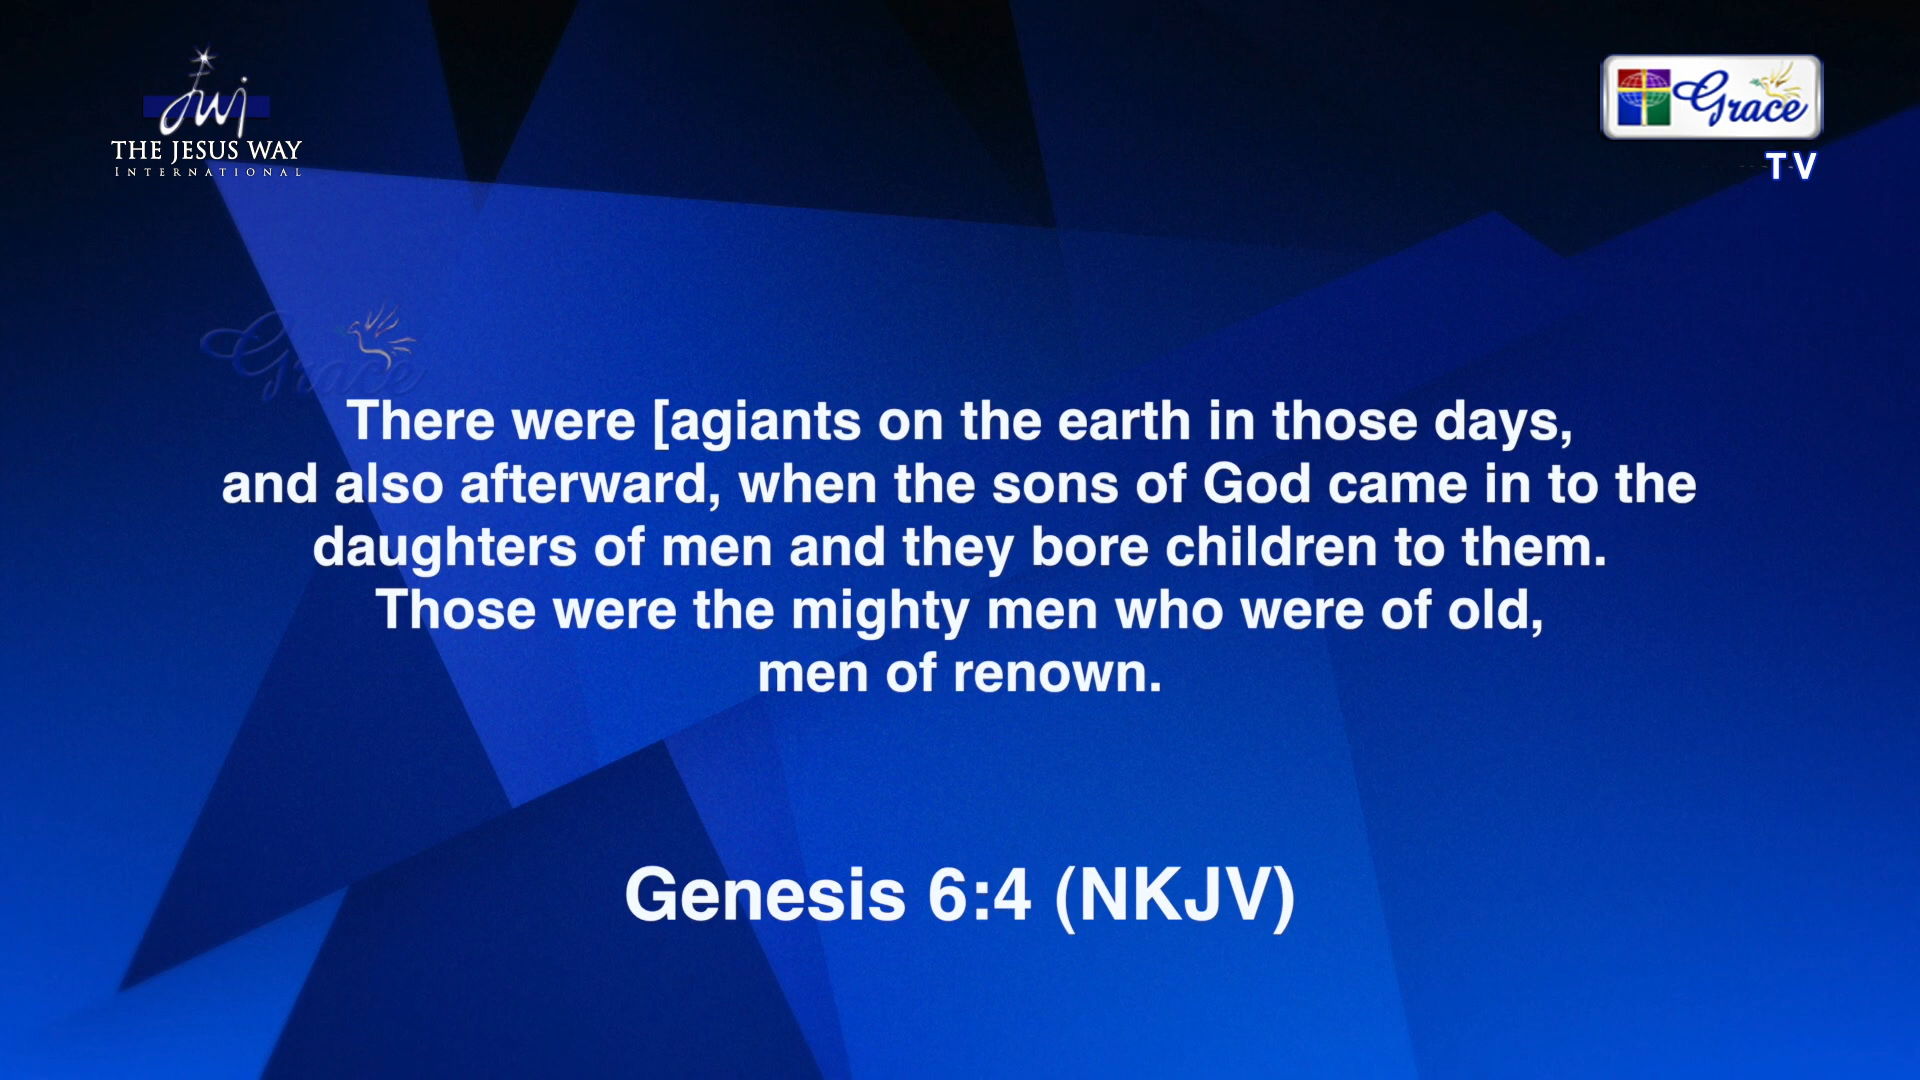 jwi
THE JESUS WAY
INTERNATIONAL
Grace
TV
Grace
There were [agiants on the earth in those days,
and also afterward, when the sons of God came in to the
daughters of men and they bore children to them.
Those were the mighty men who were of old,
men of renown.
Genesis 6:4 (NKJV)